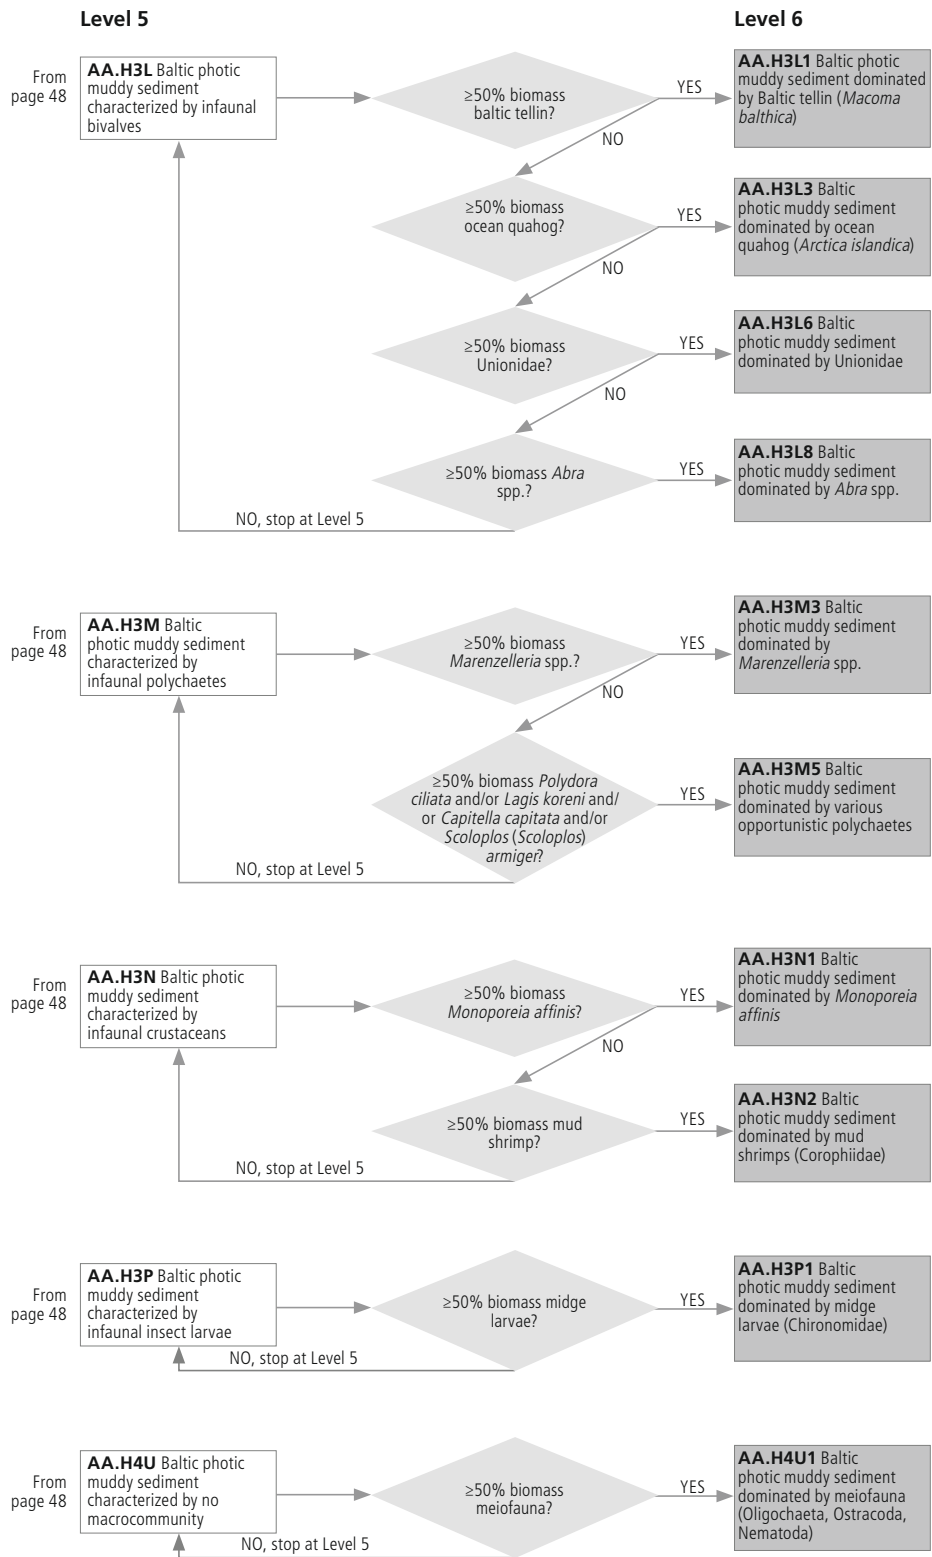 Level 5
Level 6
From
page 48
AA.H3L Baltic photic
muddy sediment
characterized by infaunal
bivalves
≥50% biomass
baltic tellin?
YES
NO
AA.H3L1 Baltic photic
muddy sediment dominated
by Baltic tellin (Macoma
balthica)
≥50% biomass
ocean quahog?
YES
NO
AA.H3L3 Baltic
photic muddy sediment
dominated by ocean
quahog (Arctica islandica)
≥50% biomass
Unionidae?
YES
NO
AA.H3L6 Baltic
photic muddy sediment
dominated by Unionidae
≥50% biomass Abra
spp.?
YES
NO, stop at Level 5
AA.H3L8 Baltic
photic muddy sediment
dominated by Abra spp.
From
page 48
AA.H3M Baltic
photic muddy sediment
characterized by
infaunal polychaetes
≥50% biomass
Marenzelleria spp.?
YES
NO
AA.H3M3 Baltic
photic muddy sediment
dominated by
Marenzelleria spp.
≥50% biomass Polydora
ciliata and/or Lagis koreni and/
or Capitella capitata and/or
Scoloplos (Scoloplos)
armiger?
YES
NO, stop at Level 5
AA.H3M5 Baltic
photic muddy sediment
dominated by various
opportunistic polychaetes
From
page 48
AA.H3N Baltic photic
muddy sediment
characterized by
infaunal crustaceans
≥50% biomass
Monoporeia affinis?
YES
NO
AA.H3N1 Baltic
photic muddy sediment
dominated by Monoporeia
affinis
≥50% biomass mud
shrimp?
YES
NO, stop at Level 5
AA.H3N2 Baltic
photic muddy sediment
dominated by mud
shrimps (Corophiidae)
From
page 48
AA.H3P Baltic photic
muddy sediment
characterized by
infaunal insect larvae
≥50% biomass midge
larvae?
YES
NO, stop at Level 5
AA.H3P1 Baltic
photic muddy sediment
dominated by midge
larvae (Chironomidae)
From
page 48
AA.H4U Baltic photic
muddy sediment
characterized by no
macrocommunity
≥50% biomass
meiofauna?
YES
NO, stop at Level 5
AA.H4U1 Baltic
photic muddy sediment
dominated by meiofauna
(Oligochaeta, Ostracoda,
Nematoda)